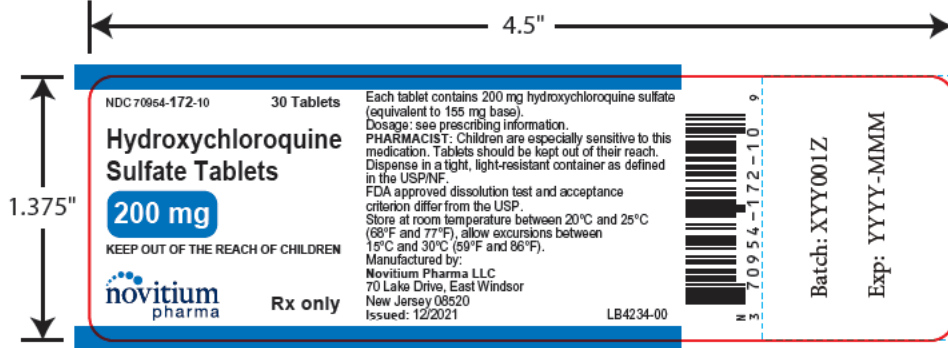 4.5"
1.375"
NDC 70954-172-10 30 Tablets
Hydroxychloroquine
Sulfate Tablets
200 mg
KEEP OUT OF THE REACH OF CHILDREN
novitium
pharma
Rx only
Each tablet contains 200 mg hydroxychloroquine sulfate
(equivalent to 155 mg base).
Dosage: see prescribing information.
PHARMACIST: Children are especially sensitive to this
medication. Tablets should be kept out of their reach.
Dispense in a tight, light-resistant container as defined
in the USP/NF.
FDA approved dissolution test and acceptance
criterion differ from the USP.
Store at room temperature between 20°C and 25°C
(68°F and 77°F), allow excursions between
15°C and 30°C (59°F and 86°F).
Manufactured by:
Novitium Pharma LLC
70 Lake Drive, East Windsor
New Jersey 08520
Issued: 12/2021 LB4234-00
N 3 70954-172-10 9
Batch: XYY001Z
Exp: YYYY-MMM